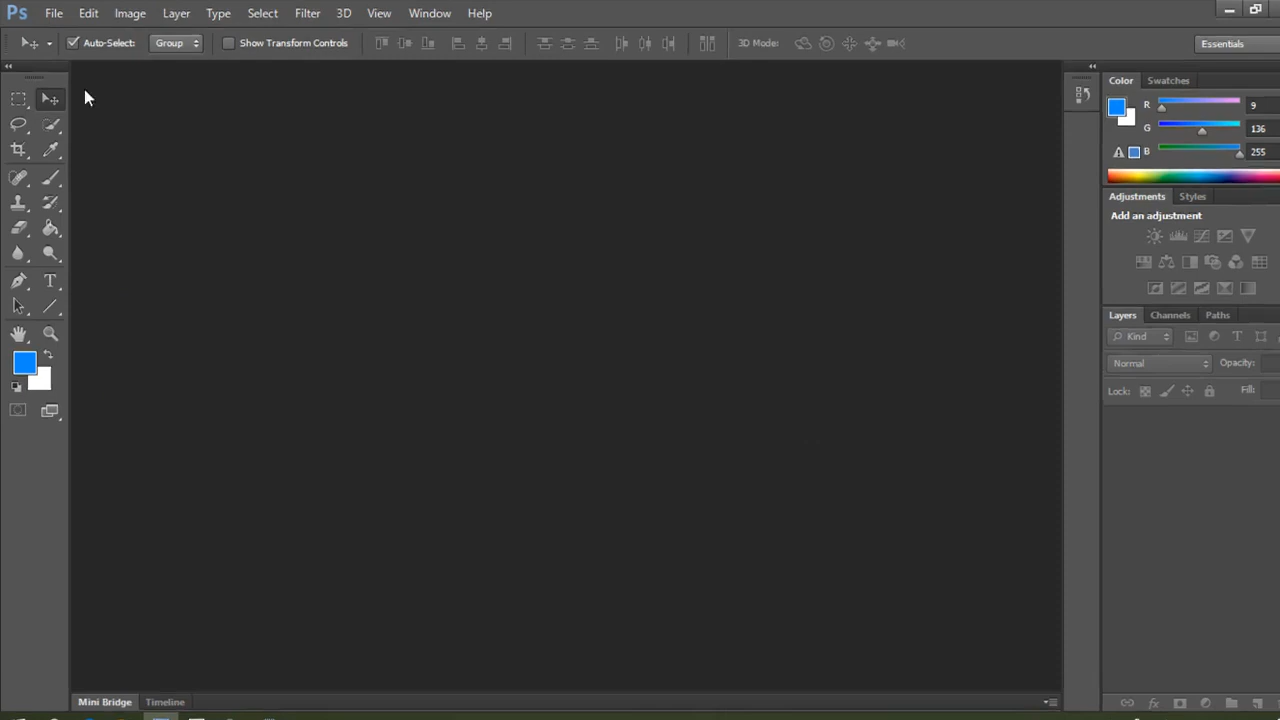 Ps File Edit Image Layer Type Select Filter 3D View Window Help
Auto-Select: Group Show Transform Controls 3D Mode: Essentials
Color Swatches
R 9
G 136
B 255
Adjustments Styles
Add an adjustment
Layers Channels Paths
Kind T
Normal Opacity:
Lock: Fill:
T
Mini Bridge Timeline
fx